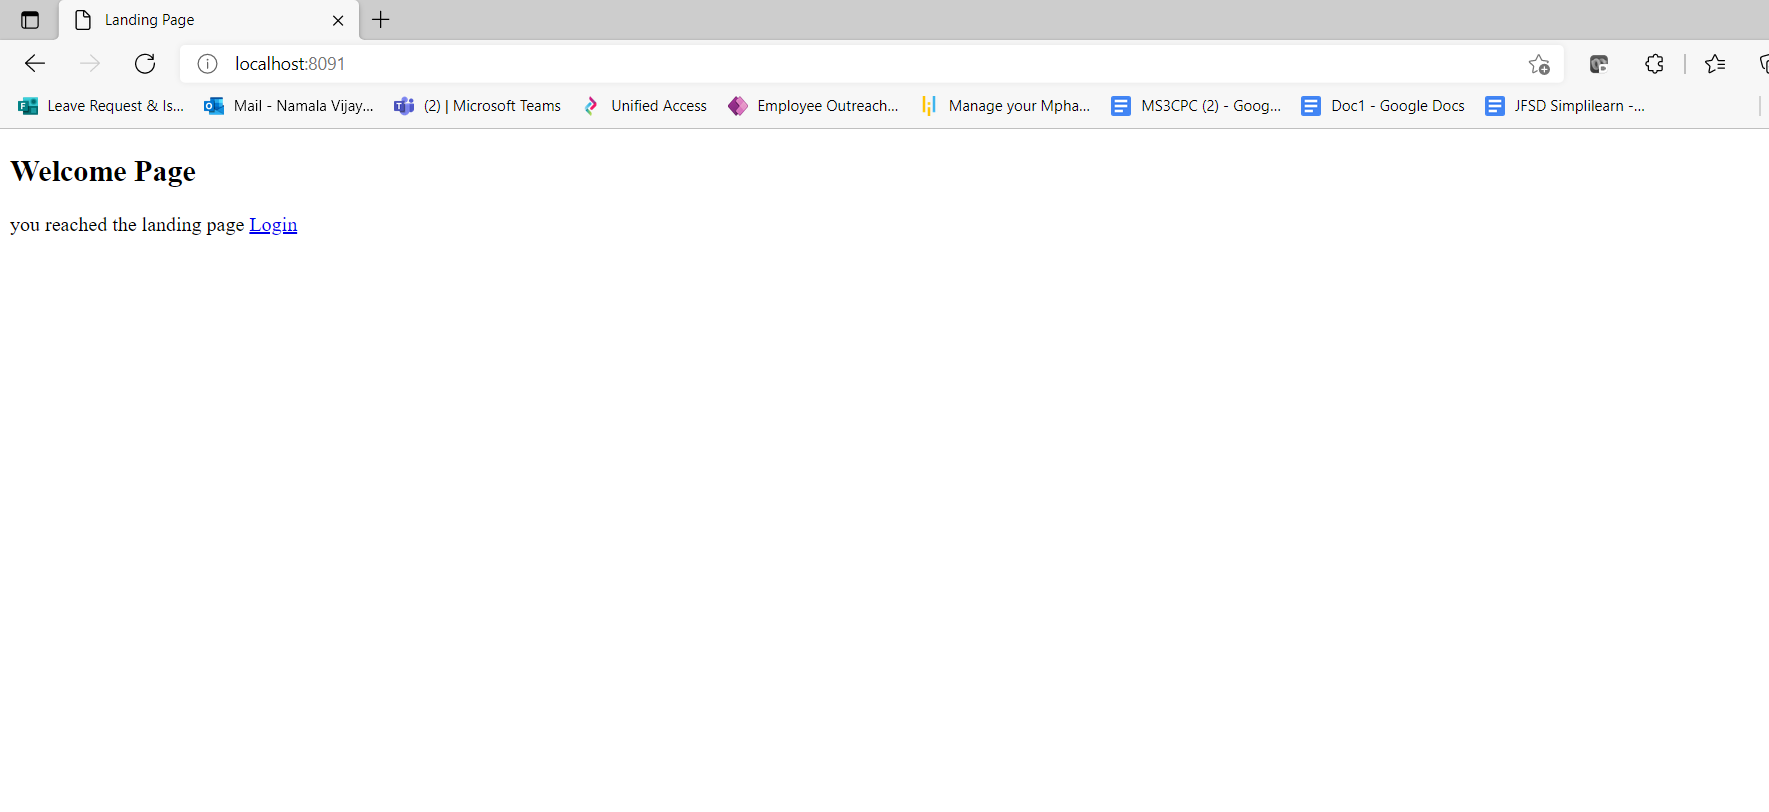 Landing Page
localhost:8091
Leave Request & Is... Mail - Namala Vijay... (2) | Microsoft Teams Unified Access Employee Outreach... Manage your Mpha... MS3CPC (2) - Goog... Doc1 - Google Docs JFSD Simplilearn -...
Welcome Page
you reached the landing page Login